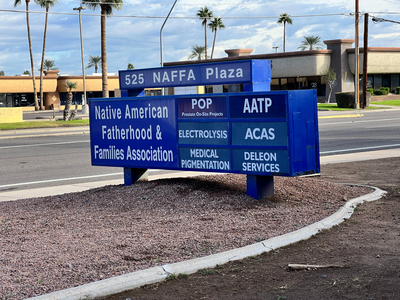 525 NAFFA Plaza
Native American
Fatherhood &
Families Association
POP
Prostate On-Site Projects
AATP
ELECTROLYSIS
ACAS
MEDICAL
PIGMENTATION
DELEON
SERVICES